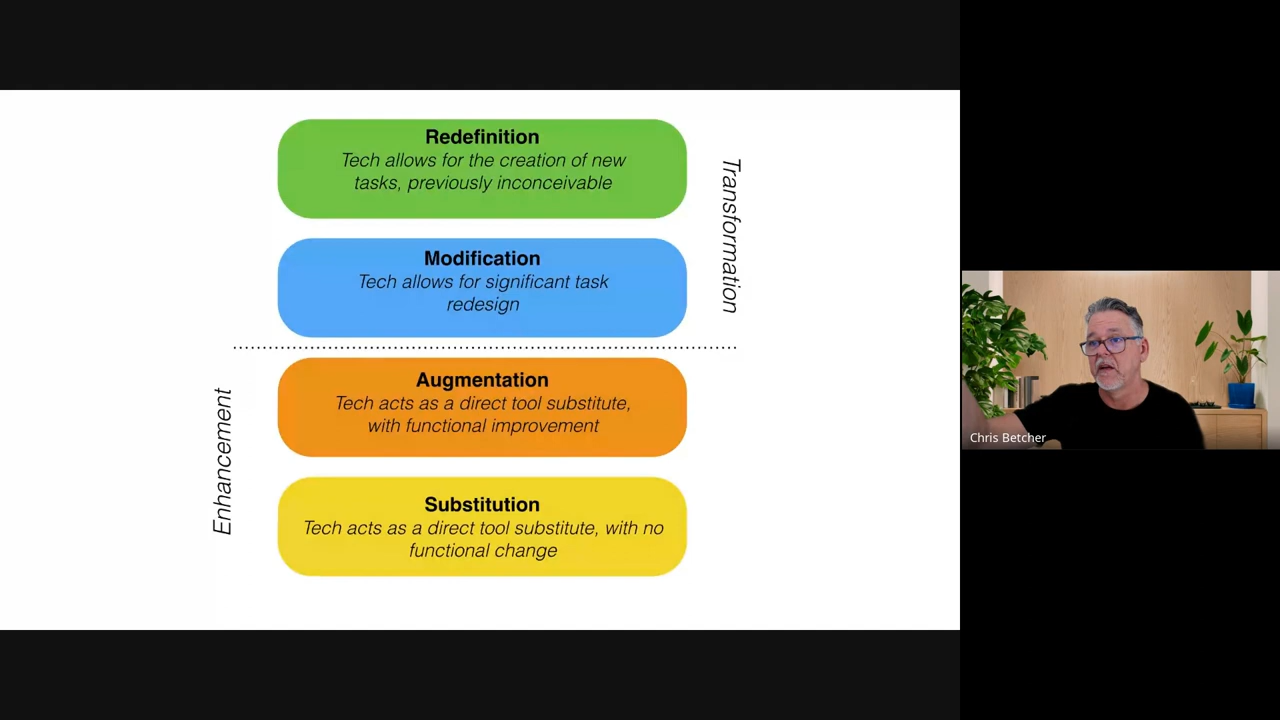 Redefinition
Tech allows for the creation of new
tasks, previously inconceivable
Transformation
Modification
Tech allows for significant task
redesign
Augmentation
Tech acts as a direct tool substitute,
with functional improvement
Enhancement
Substitution
Tech acts as a direct tool substitute, with no
functional change
Chris Betcher